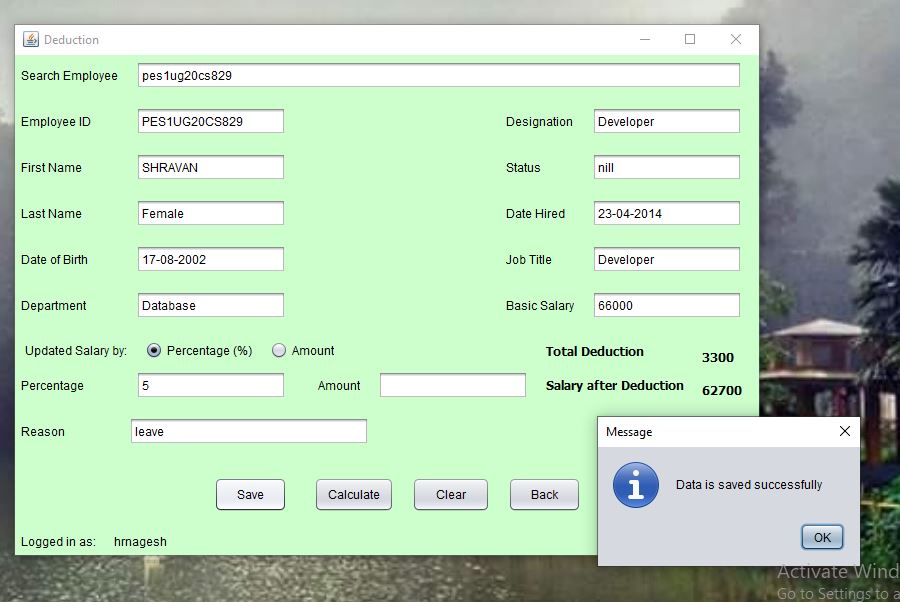 Deduction
Search Employee pes1ug20cs829
Employee ID PES1UG20CS829 Designation Developer
First Name SHRAVAN Status nill
Last Name Female Date Hired 23-04-2014
Date of Birth 17-08-2002 Job Title Developer
Department Database Basic Salary 66000
Updated Salary by: Percentage (%) Amount Total Deduction 3300
Percentage 5 Amount Salary after Deduction 62700
Reason leave
Save Calculate Clear Back
Logged in as: hrnagesh
Message
Data is saved successfully
OK
Activate Wind
Go to Settings to a